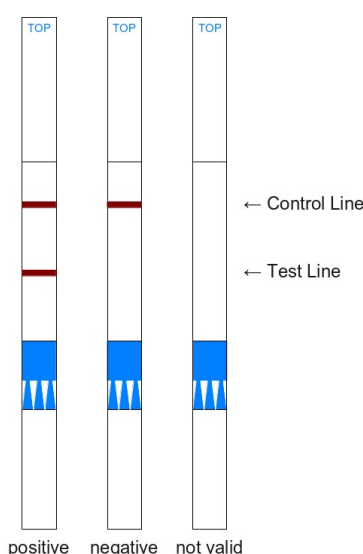 TOP TOP TOP
← Control Line
← Test Line
positive negative not valid